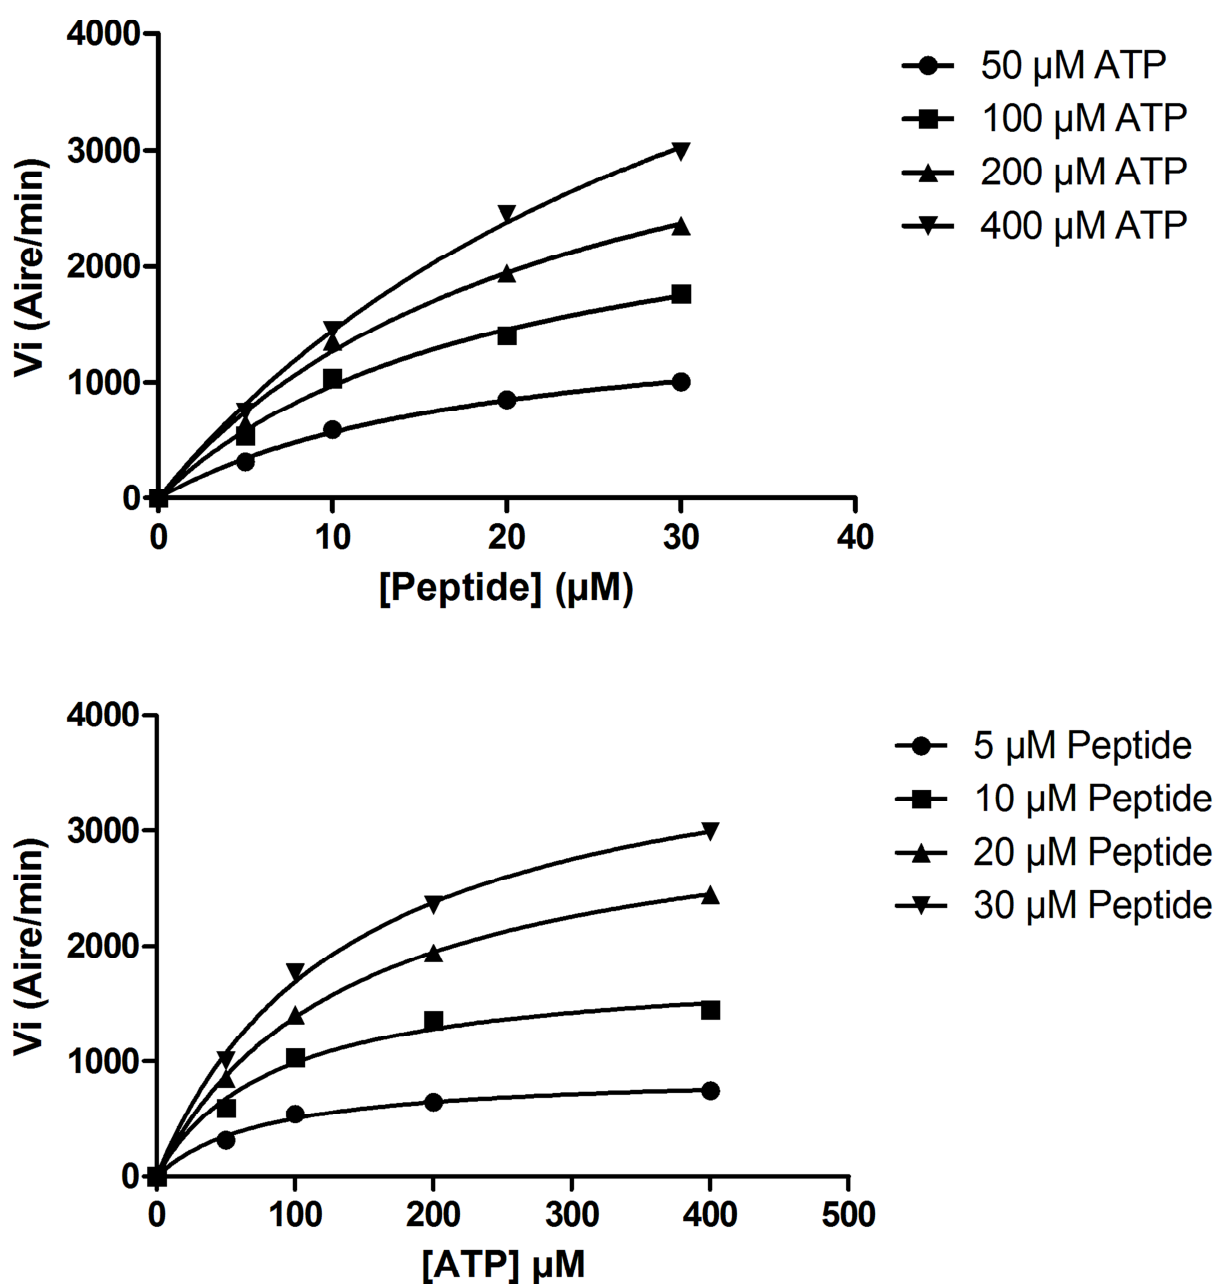 4000
3000
2000
1000
0
Vi (Aire/min)
0 10 20 30 40
[Peptide] (µM)
50 µM ATP
100 µM ATP
200 µM ATP
400 µM ATP
4000
3000
2000
1000
0
Vi (Aire/min)
0 100 200 300 400 500
[ATP] µM
5 µM Peptide
10 µM Peptide
20 µM Peptide
30 µM Peptide